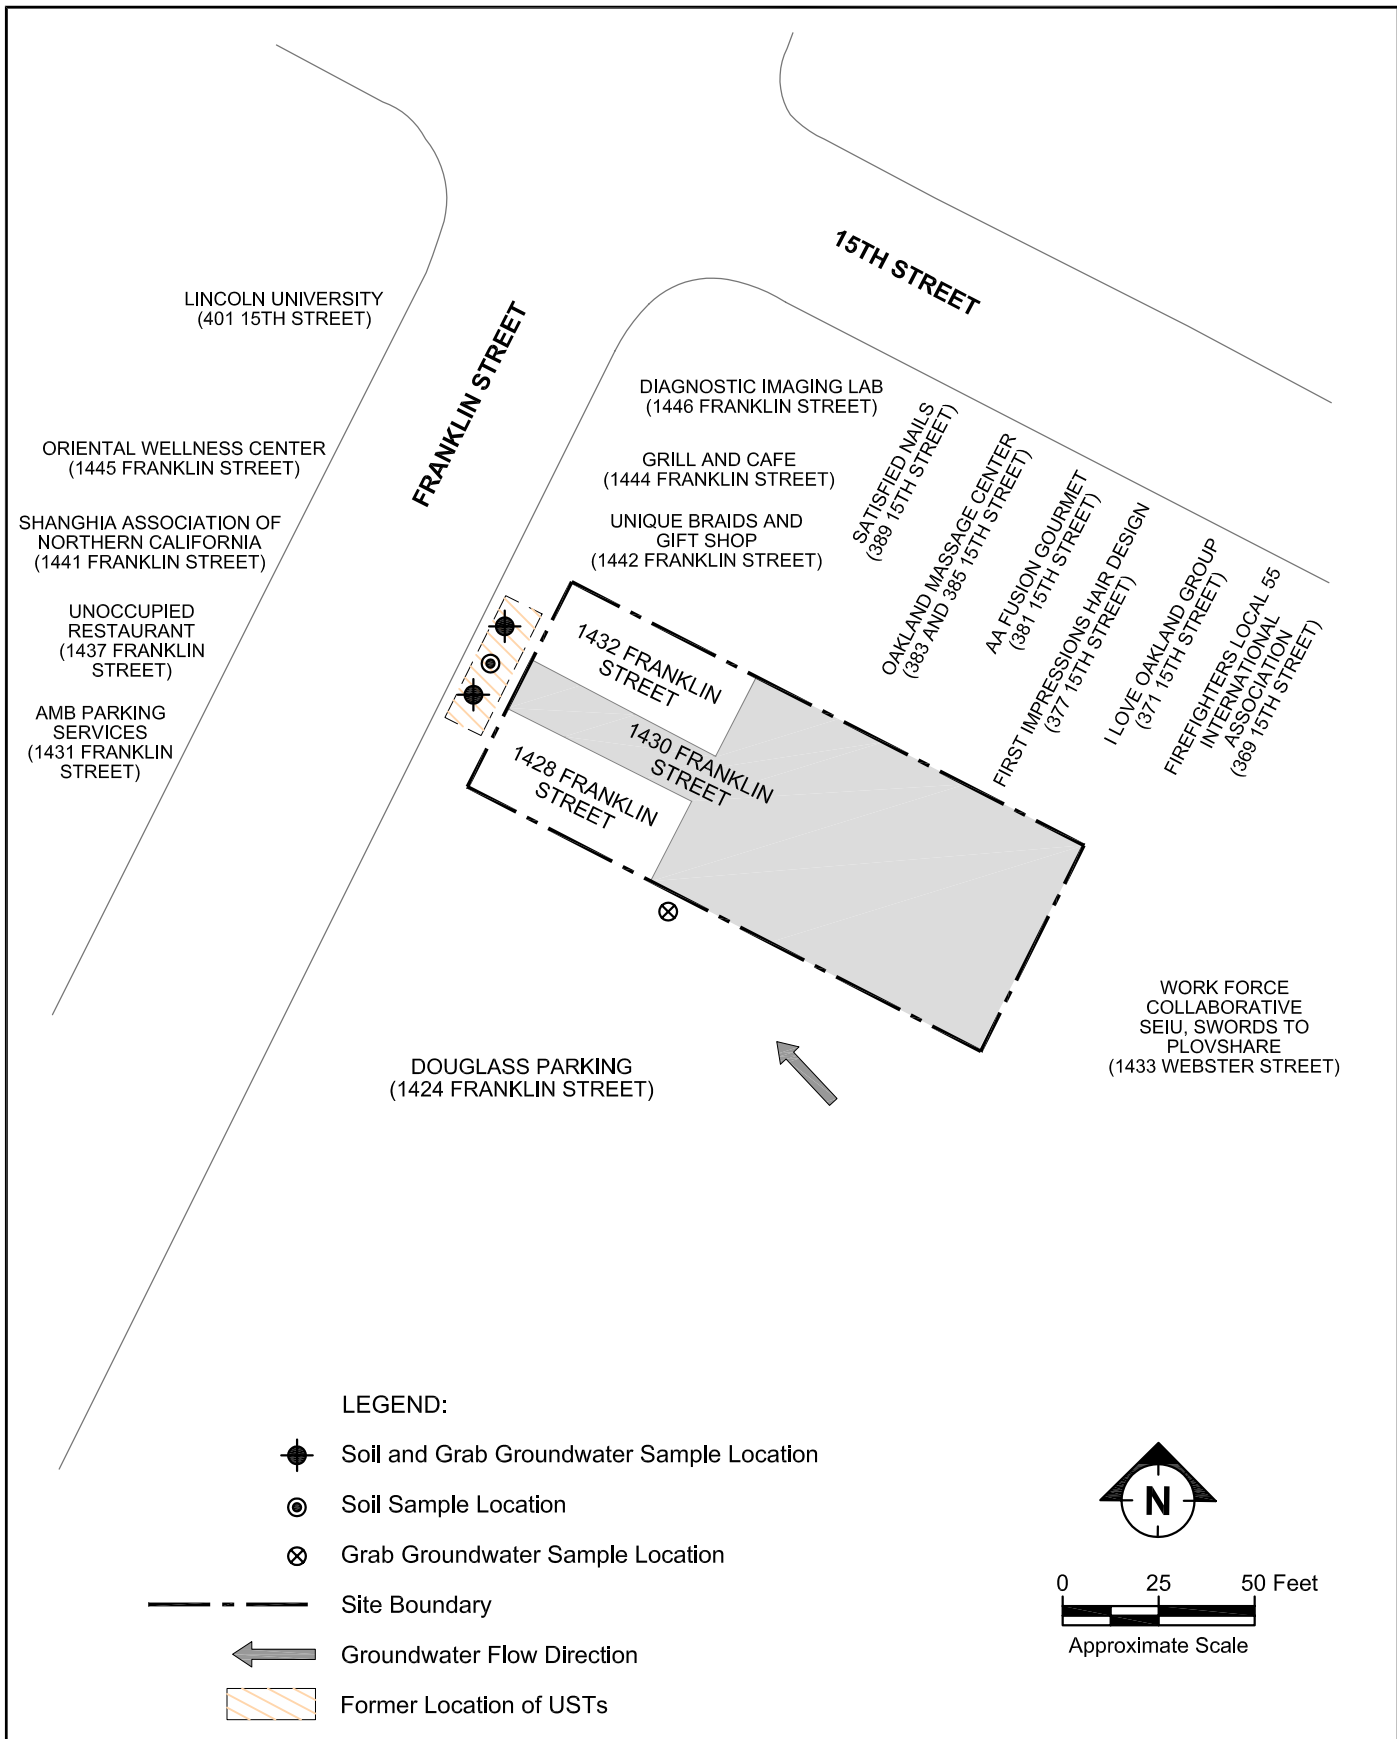 15TH STREET
LINCOLN UNIVERSITY
(401 15TH STREET)
FRANKLIN STREET
DIAGNOSTIC IMAGING LAB
(1446 FRANKLIN STREET)
ORIENTAL WELLNESS CENTER
(1445 FRANKLIN STREET)
GRILL AND CAFE
(1444 FRANKLIN STREET)
SHANGHIA ASSOCIATION OF
NORTHERN CALIFORNIA
(1441 FRANKLIN STREET)
UNIQUE BRAIDS AND
GIFT SHOP
(1442 FRANKLIN STREET)
SATISFIED NAILS
(389 15TH STREET)
OAKLAND MASSAGE CENTER
(383 AND 385 15TH STREET)
AA FUSION GOURMET
(381 15TH STREET)
FIRST IMPRESSIONS HAIR DESIGN
(377 15TH STREET)
I LOVE OAKLAND GROUP
(371 15TH STREET)
FIREFIGHTERS LOCAL 55
INTERNATIONAL
ASSOCIATION
(369 15TH STREET)
UNOCCUPIED
RESTAURANT
(1437 FRANKLIN
STREET)
AMB PARKING
SERVICES
(1431 FRANKLIN
STREET)
1432 FRANKLIN
STREET
1430 FRANKLIN
STREET
1428 FRANKLIN
STREET
WORK FORCE
COLLABORATIVE
SEIU, SWORDS TO
PLOVSHARE
(1433 WEBSTER STREET)
DOUGLASS PARKING
(1424 FRANKLIN STREET)
LEGEND:
Soil and Grab Groundwater Sample Location
Soil Sample Location
Grab Groundwater Sample Location
Site Boundary
Groundwater Flow Direction
Former Location of USTs
N
0 25 50 Feet
Approximate Scale